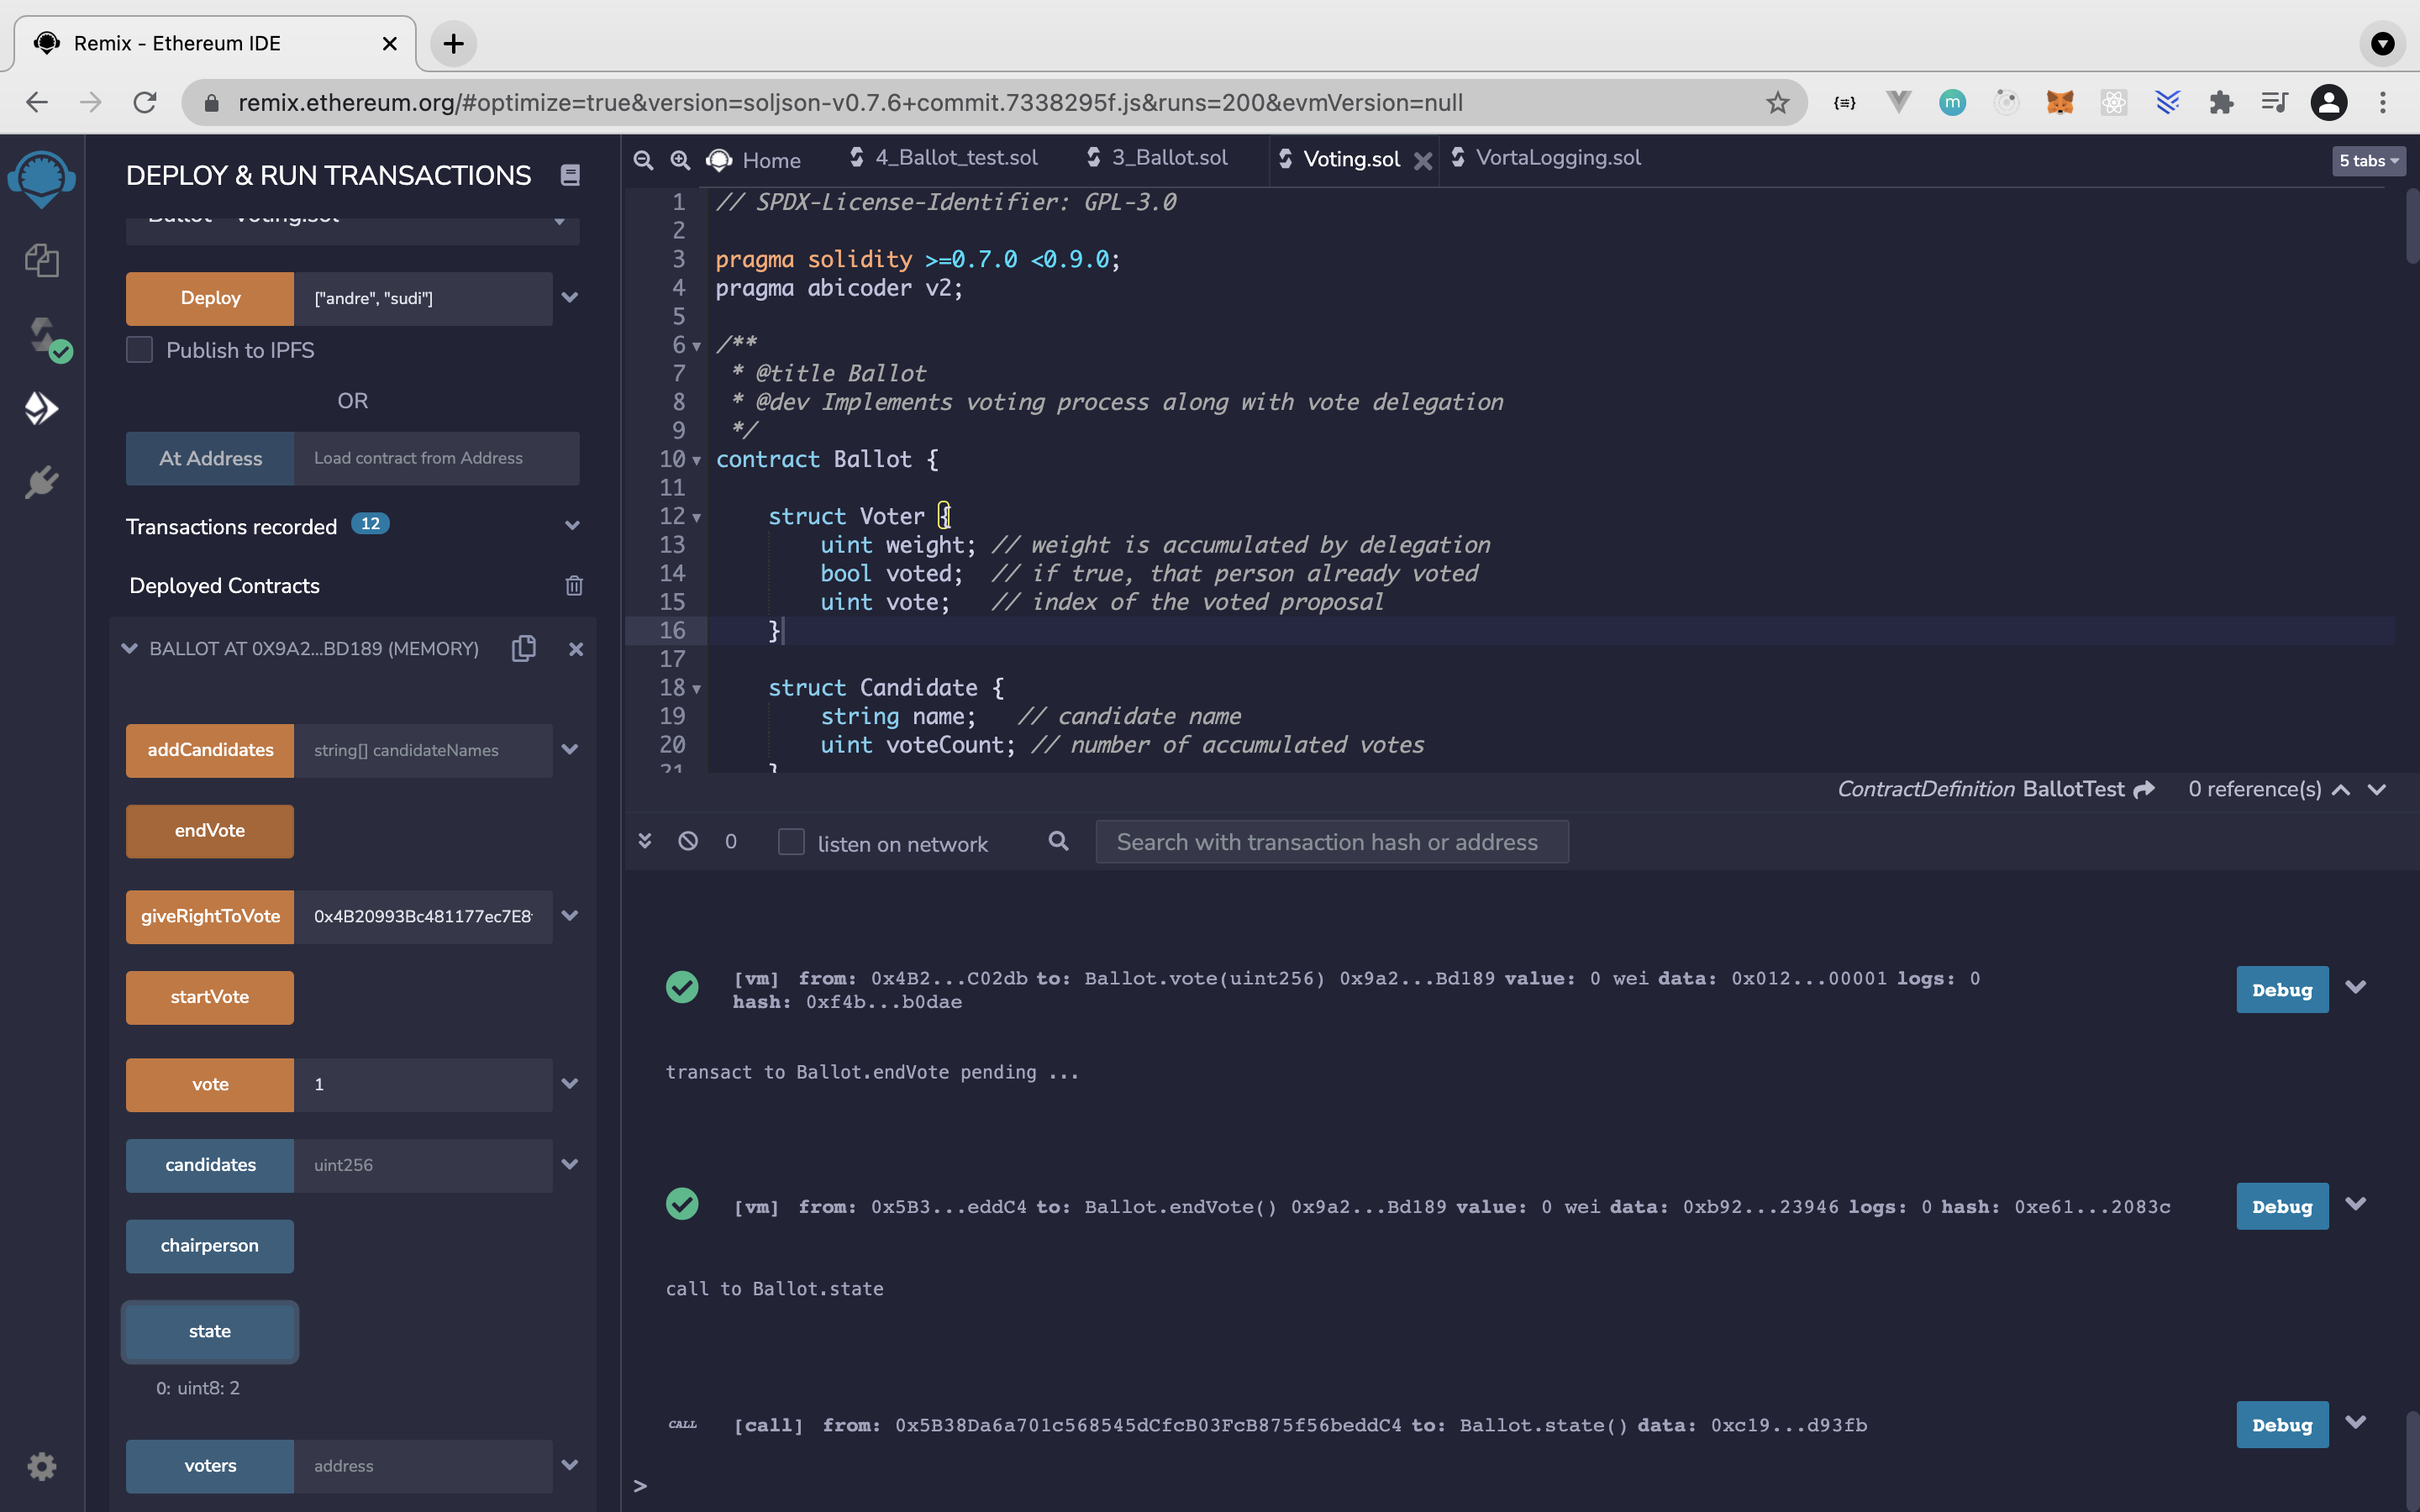 Remix - Ethereum IDE
remix.ethereum.org/#optimize=true&version=soljson-v0.7.6+commit.7338295f.js&runs=200&evmVersion=null
{≡}
m
DEPLOY & RUN TRANSACTIONS
Ballot - Voting.sol
Deploy
["andre", "sudi"]
Publish to IPFS
OR
At Address
Load contract from Address
Transactions recorded 12
Deployed Contracts
BALLOT AT 0X9A2...BD189 (MEMORY)
addCandidates
string[] candidateNames
endVote
giveRightToVote
0x4B20993Bc481177ec7E8
startVote
vote
1
candidates
uint256
chairperson
state
0: uint8: 2
voters
address
Home
4_Ballot_test.sol
3_Ballot.sol
Voting.sol
VortaLogging.sol
5 tabs
1 // SPDX-License-Identifier: GPL-3.0
2
3 pragma solidity >=0.7.0 <0.9.0;
4 pragma abicoder v2;
5
6 /**
7 * @title Ballot
8 * @dev Implements voting process along with vote delegation
9 */
10 contract Ballot {
11
12 struct Voter {
13 uint weight; // weight is accumulated by delegation
14 bool voted; // if true, that person already voted
15 uint vote; // index of the voted proposal
16 }
17
18 struct Candidate {
19 string name; // candidate name
20 uint voteCount; // number of accumulated votes
21 }
ContractDefinition BallotTest
0 reference(s)
0
listen on network
Search with transaction hash or address
[vm] from: 0x4B2...C02db to: Ballot.vote(uint256) 0x9a2...Bd189 value: 0 wei data: 0x012...00001 logs: 0
hash: 0xf4b...b0dae
Debug
transact to Ballot.endVote pending ...
[vm] from: 0x5B3...eddC4 to: Ballot.endVote() 0x9a2...Bd189 value: 0 wei data: 0xb92...23946 logs: 0 hash: 0xe61...2083c
Debug
call to Ballot.state
CALL
[call] from: 0x5B38Da6a701c568545dCfcB03FcB875f56beddC4 to: Ballot.state() data: 0xc19...d93fb
Debug
>